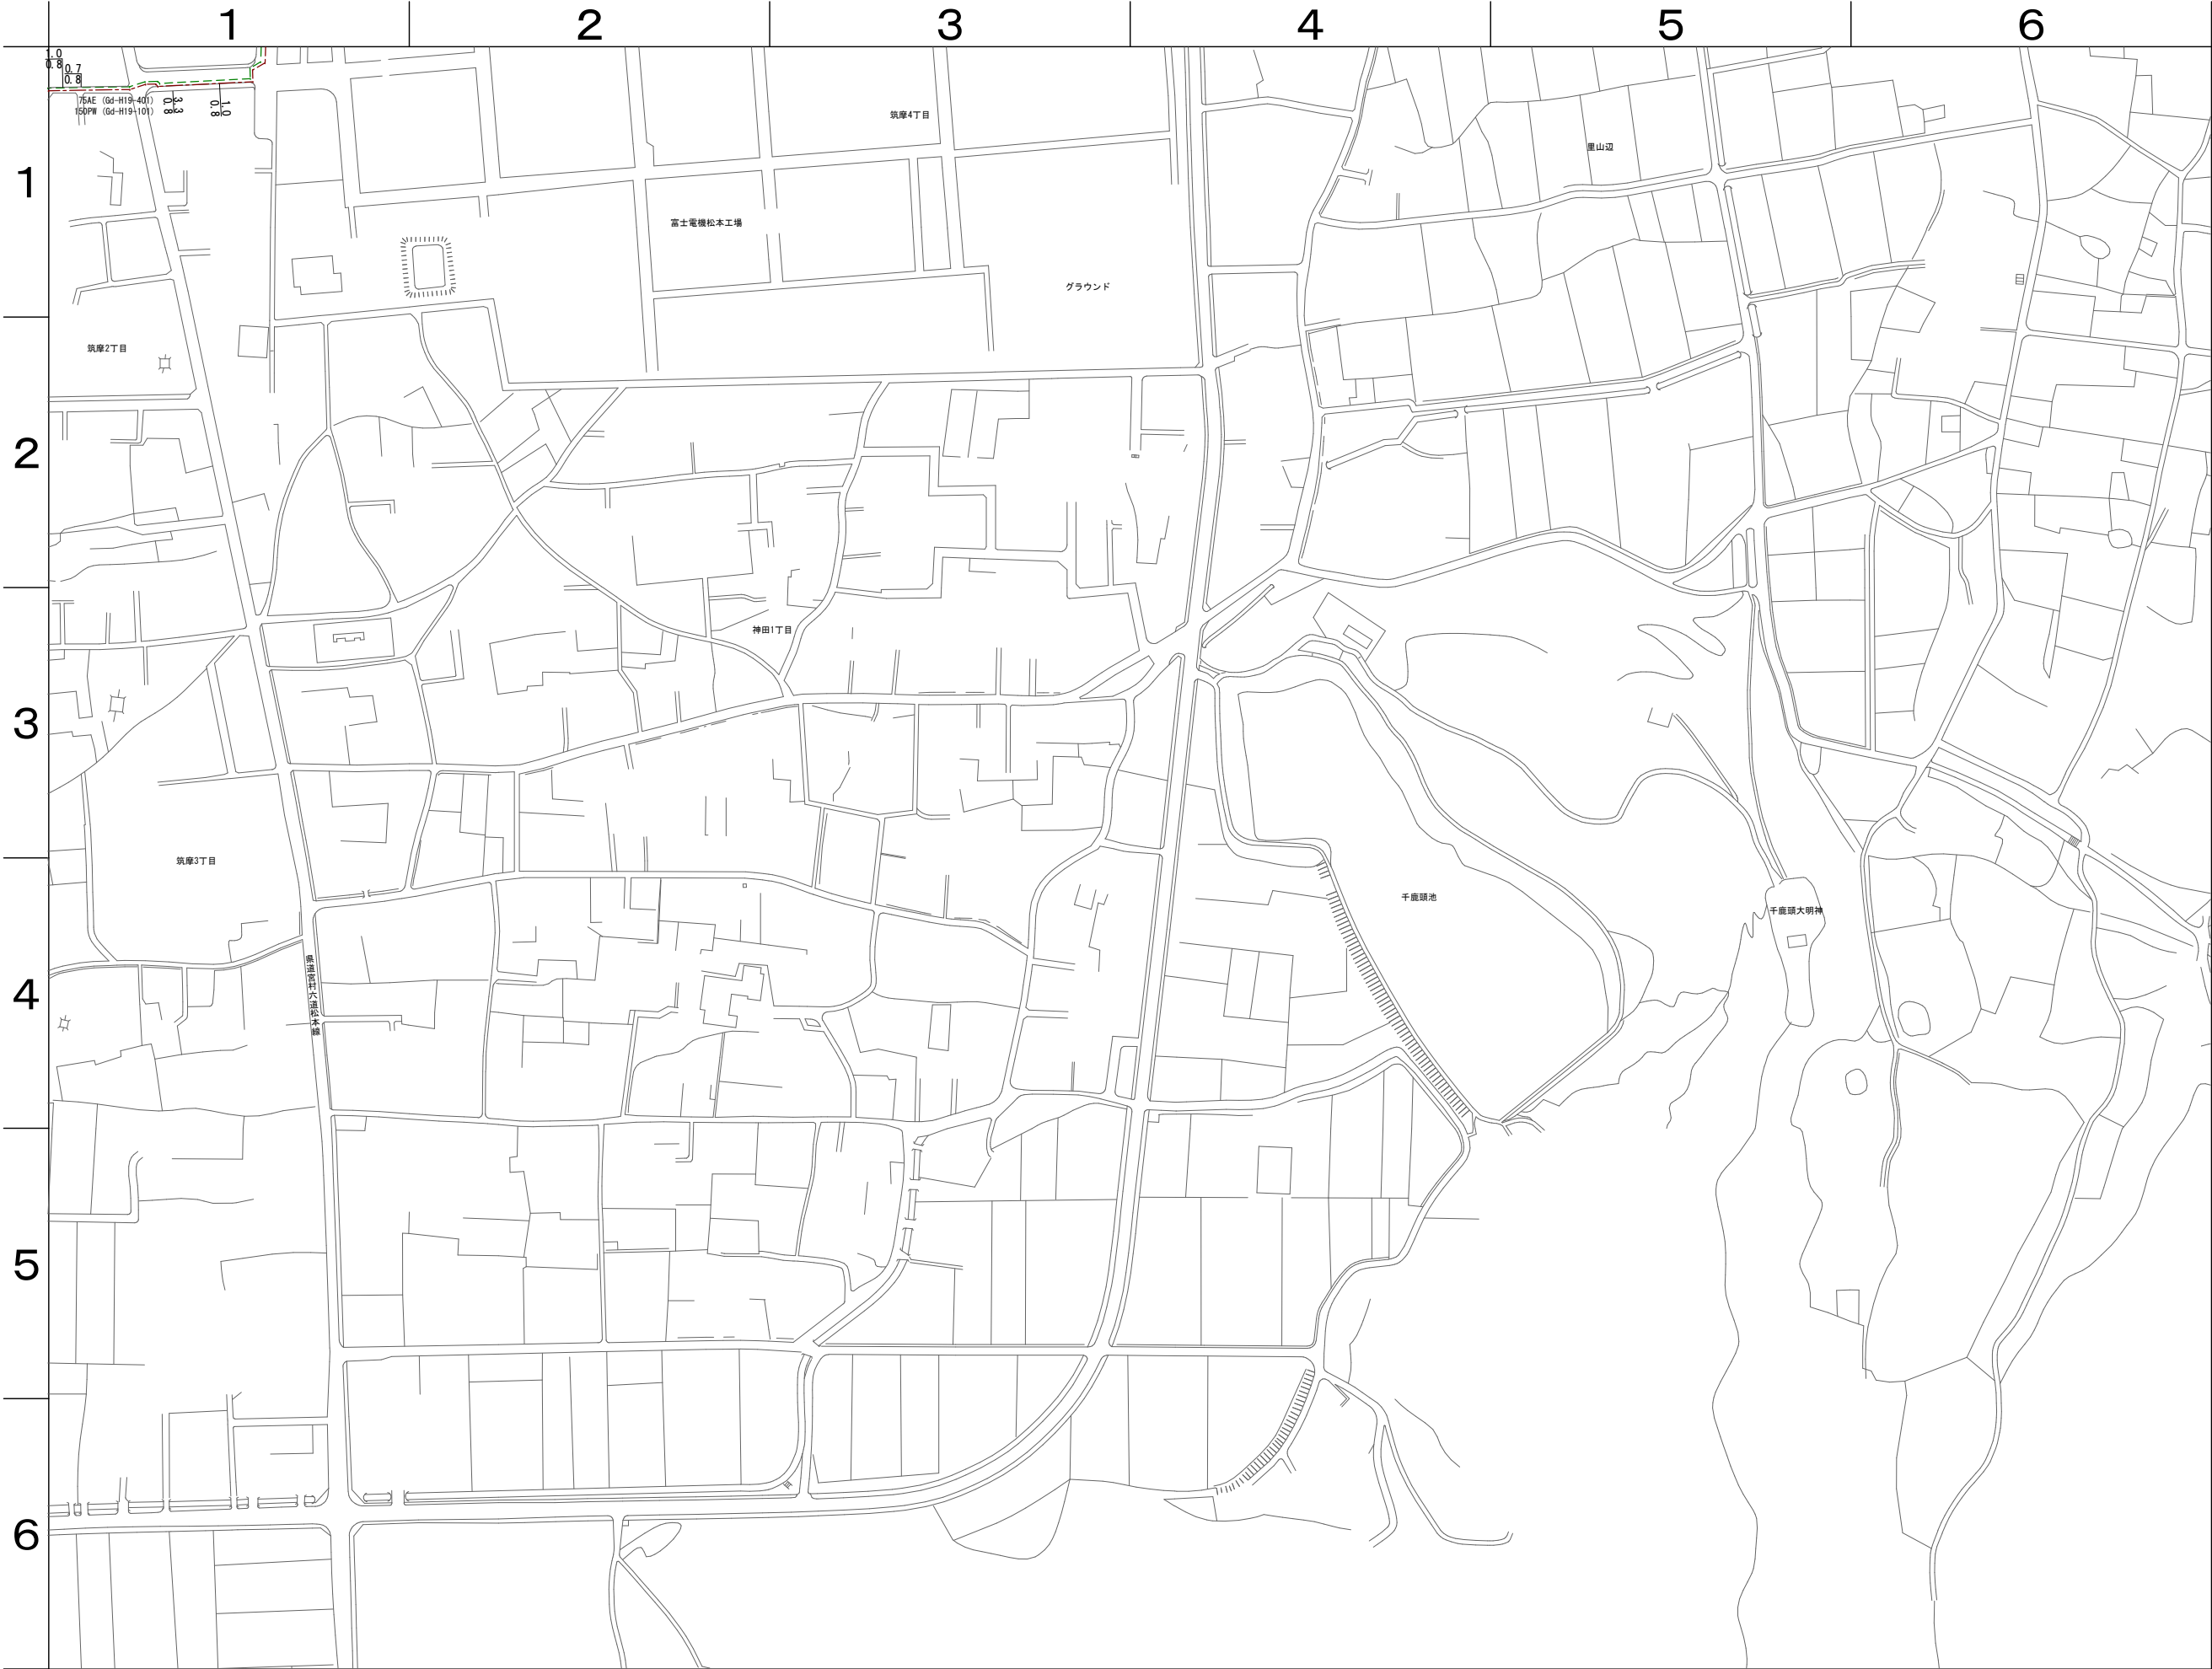 1 2 3 4 5 6
1
2
3
4
5
6
1.0
0.8
0.7
0.8
75AE (Gd-H19-401)
150PW (Gd-H19-101)
3.3
0.8
1.0
0.8
筑摩4丁目
里山辺
富士電機松本工場
グラウンド
筑摩2丁目
神田1丁目
筑摩3丁目
千鹿頭池
千鹿頭大明神
県道宮村六道松本線